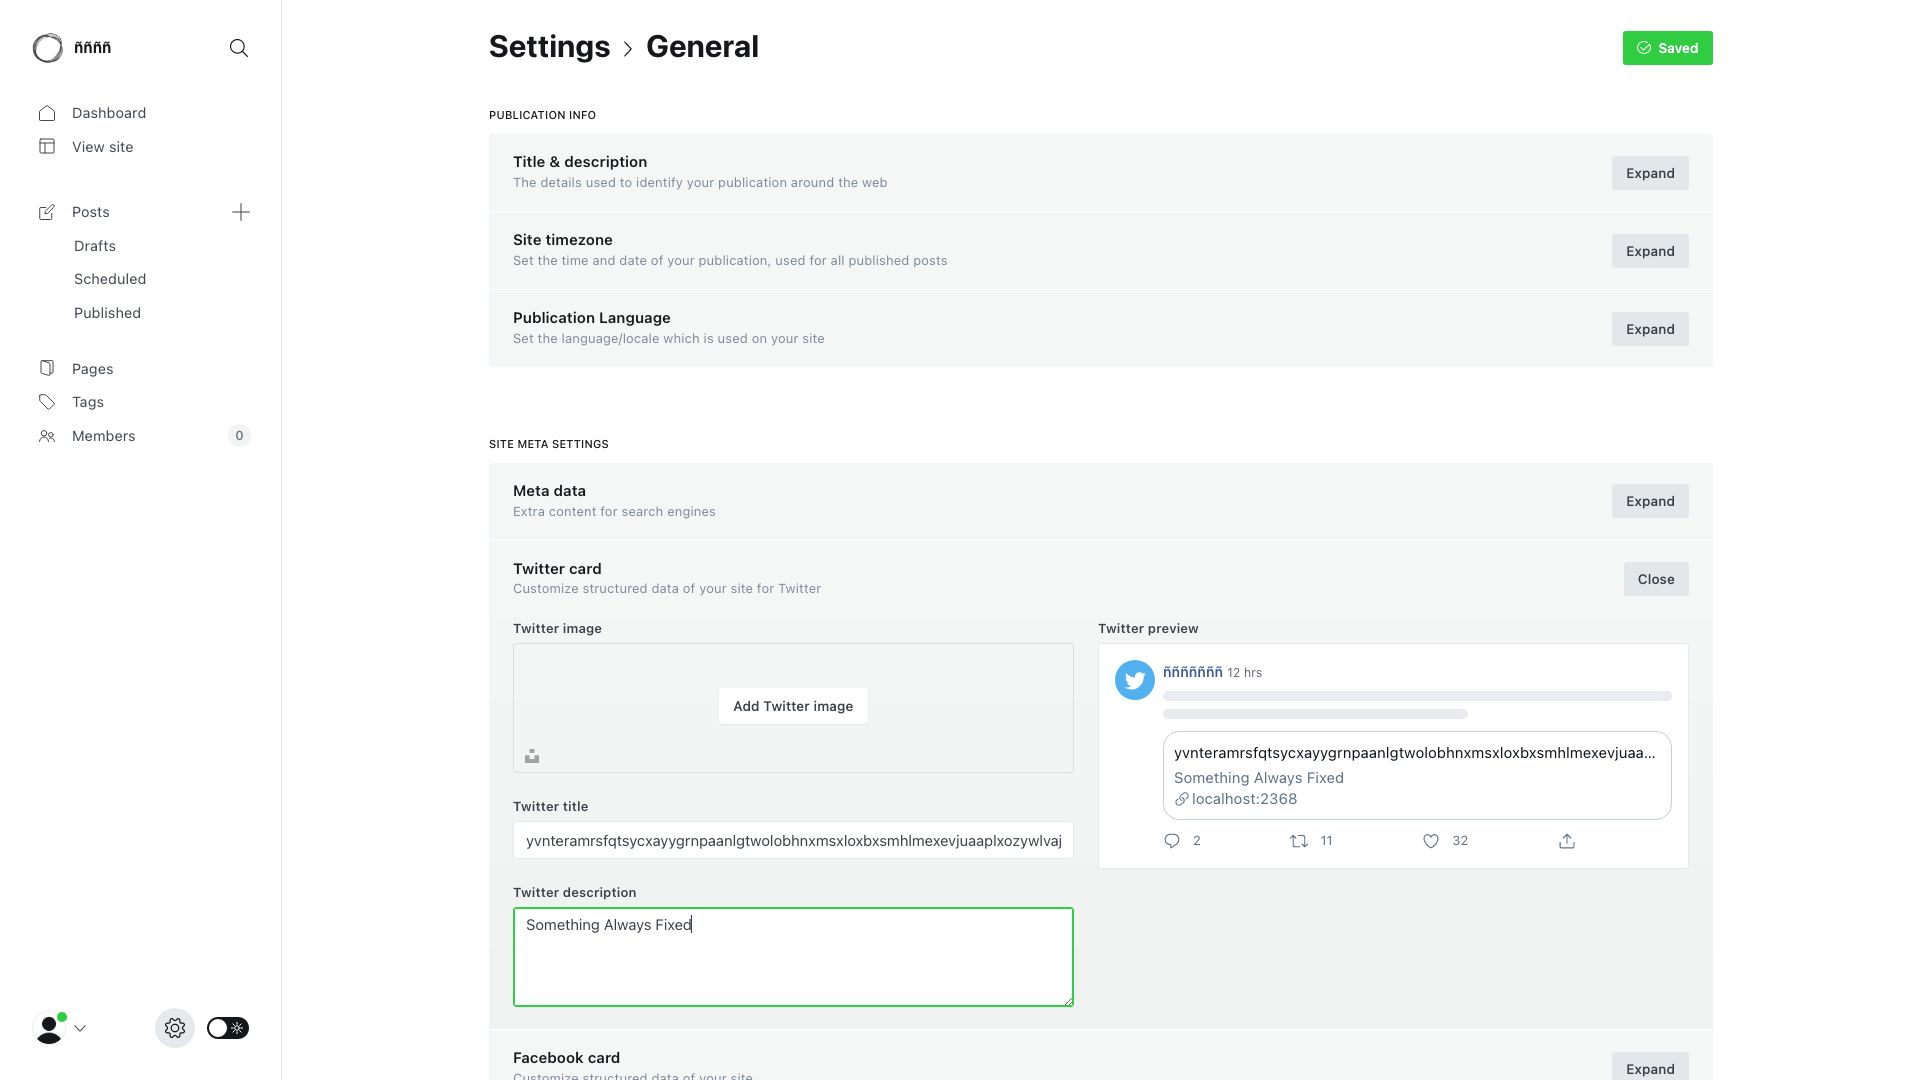 ññññ
Dashboard
View site
Posts
Drafts
Scheduled
Published
Pages
Tags
Members 0
Settings › General
Saved
PUBLICATION INFO
Title & description
The details used to identify your publication around the web
Expand
Site timezone
Set the time and date of your publication, used for all published posts
Expand
Publication Language
Set the language/locale which is used on your site
Expand
SITE META SETTINGS
Meta data
Extra content for search engines
Expand
Twitter card
Customize structured data of your site for Twitter
Close
Twitter image
Add Twitter image
Twitter title
yvnteramrsfqtsycxayygrnpaanlgtwolobhnxmsxloxbxsmhlmexevjuaaplxozywlvaj
Twitter description
Something Always Fixed
Twitter preview
ñññññññ 12 hrs
yvnteramrsfqtsycxayygrnpaanlgtwolobhnxmsxloxbxsmhlmexevjuaa...
Something Always Fixed
localhost:2368
2 11 32
Facebook card
Customize structured data of your site
Expand